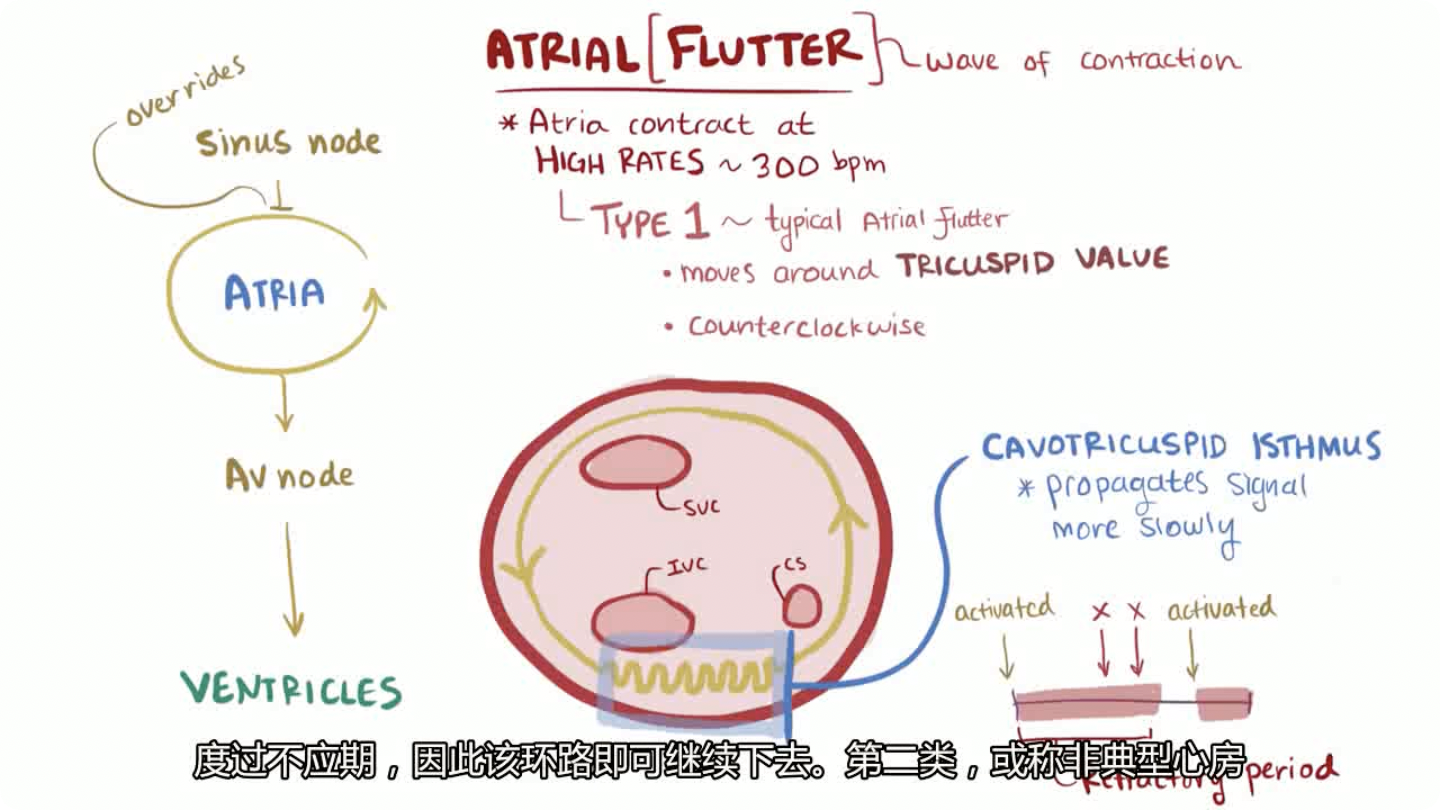 ATRIAL [FLUTTER] wave of contraction
overrides
Sinus node
ATRIA
AV node
VENTRICLES
* Atria contract at
HIGH RATES ~ 300 bpm
TYPE 1 ~ typical Atrial flutter
• moves around TRICUSPID VALUE
• counterclockwise
SVC
IVC
CS
CAVOTRICUSPID ISTHMUS
* propagates signal
more slowly
activated x x activated
Refractory period
度过不应期，因此该环路即可继续下去。第二类，或称非典型心房